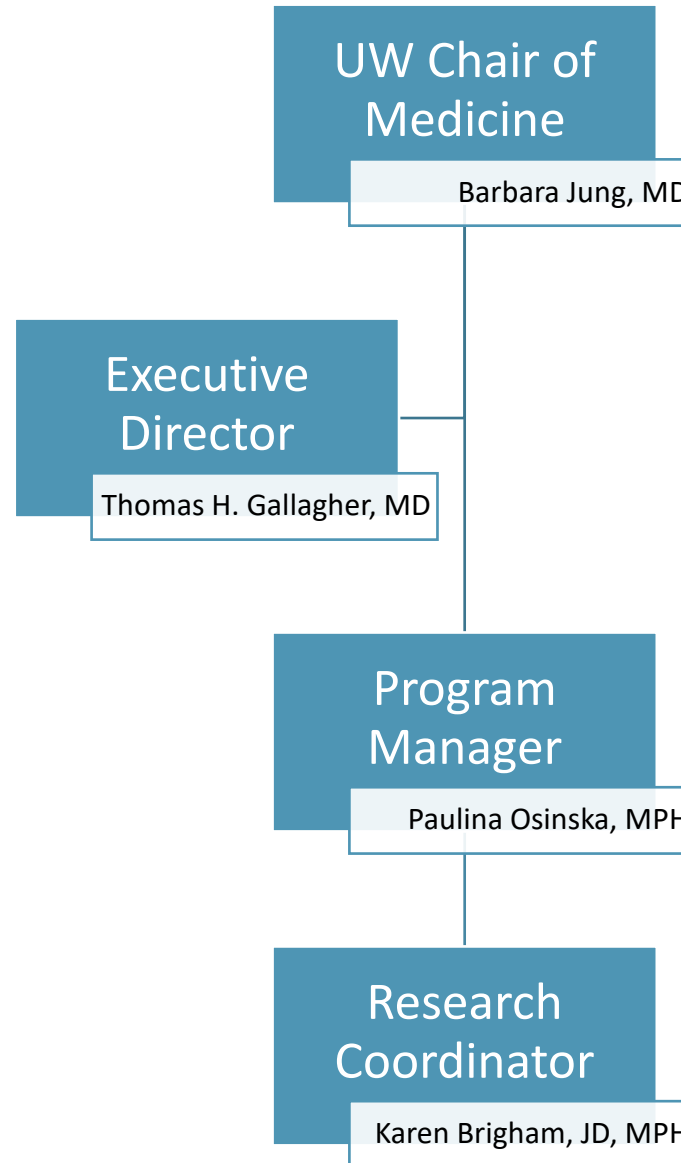 UW Chair of
Medicine
Barbara Jung, MD
Executive
Director
Thomas H. Gallagher, MD
Program
Manager
Paulina Osinska, MPH
Research
Coordinator
Karen Brigham, JD, MPH